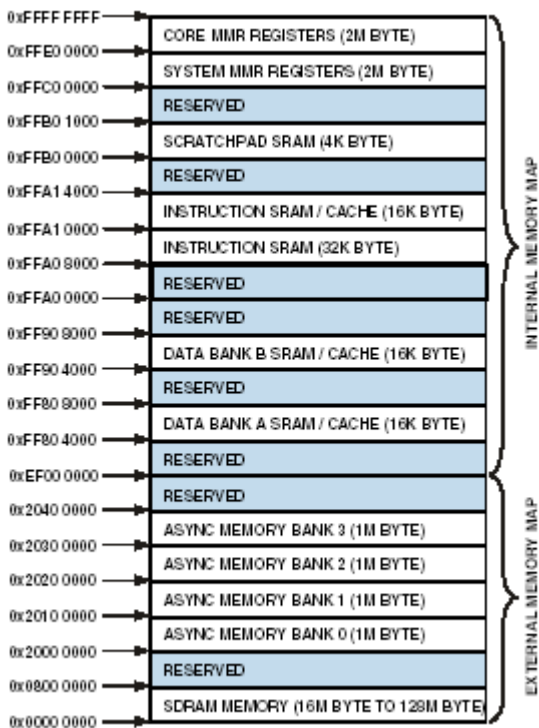 0xFFFF FFFF
CORE MMR REGISTERS (2M BYTE)
0xFFE0 0000
SYSTEM MMR REGISTERS (2M BYTE)
0xFFC0 0000
RESERVED
0xFFB0 1000
SCRATCHPAD SRAM (4K BYTE)
0xFFB0 0000
RESERVED
0xFFA1 4000
INSTRUCTION SRAM / CACHE (16K BYTE)
0xFFA1 0000
INSTRUCTION SRAM (32K BYTE)
0xFFA0 8000
RESERVED
0xFFA0 0000
RESERVED
0xFF90 8000
DATA BANK B SRAM / CACHE (16K BYTE)
0xFF90 4000
RESERVED
0xFF80 8000
DATA BANK A SRAM / CACHE (16K BYTE)
0xFF80 4000
RESERVED
0xEF00 0000
RESERVED
0x2040 0000
ASYNC MEMORY BANK 3 (1M BYTE)
0x2030 0000
ASYNC MEMORY BANK 2 (1M BYTE)
0x2020 0000
ASYNC MEMORY BANK 1 (1M BYTE)
0x2010 0000
ASYNC MEMORY BANK 0 (1M BYTE)
0x2000 0000
RESERVED
0x0800 0000
SDRAM MEMORY (16M BYTE TO 128M BYTE)
0x0000 0000
INTERNAL MEMORY MAP
EXTERNAL MEMORY MAP